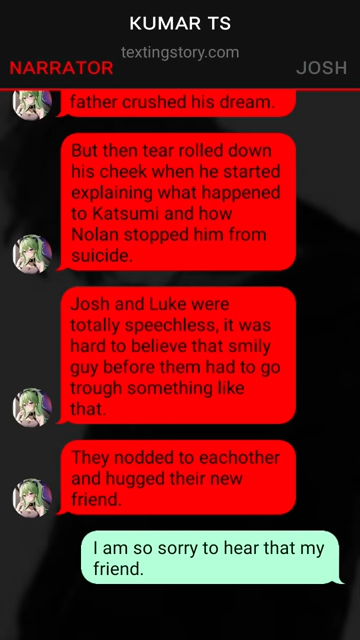 KUMAR TS
textingstory.com
NARRATOR
JOSH
father crushed his dream.
But then tear rolled down
his cheek when he started
explaining what happened
to Katsumi and how
Nolan stopped him from
suicide.
Josh and Luke were
totally speechless, it was
hard to believe that smily
guy before them had to go
trough something like
that.
They nodded to eachother
and hugged their new
friend.
I am so sorry to hear that my
friend.